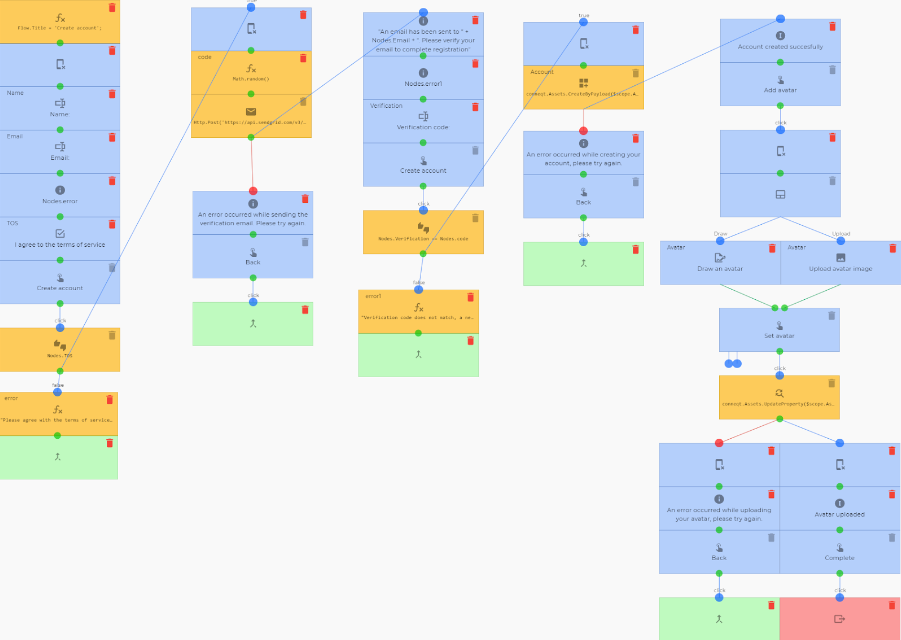 Flow.Title = 'Create account';
Name
Name
Email
Email
Nodes.error
TOS
I agree to the terms of service
Create account
click
Nodes.TOS
false
error
"Please agree with the terms of service…
true
code
Math.random()
Http.Post('https://api.sendgrid.com/v3/…
An error occurred while sending the
verification email. Please try again
Back
click
"An email has been sent to " +
Nodes.Email + ". Please verify your
email to complete registration"
Nodes.error1
Verification
Verification code
Create account
click
Nodes.Verification == Nodes.code
false
error1
"Verification code does not match, a ne…
true
Account
connect.Assets.CreateByPayload($scope.A…
An error occurred while creating your
account, please try again.
Back
click
Account created succesfully
Add avatar
click
Draw
Upload
Avatar
Draw an avatar
Avatar
Upload avatar image
Set avatar
click
connect.Assets.UpdateProperty($scope.As…
An error occurred while uploading
your avatar, please try again.
Back
click
Avatar uploaded
Complete
click